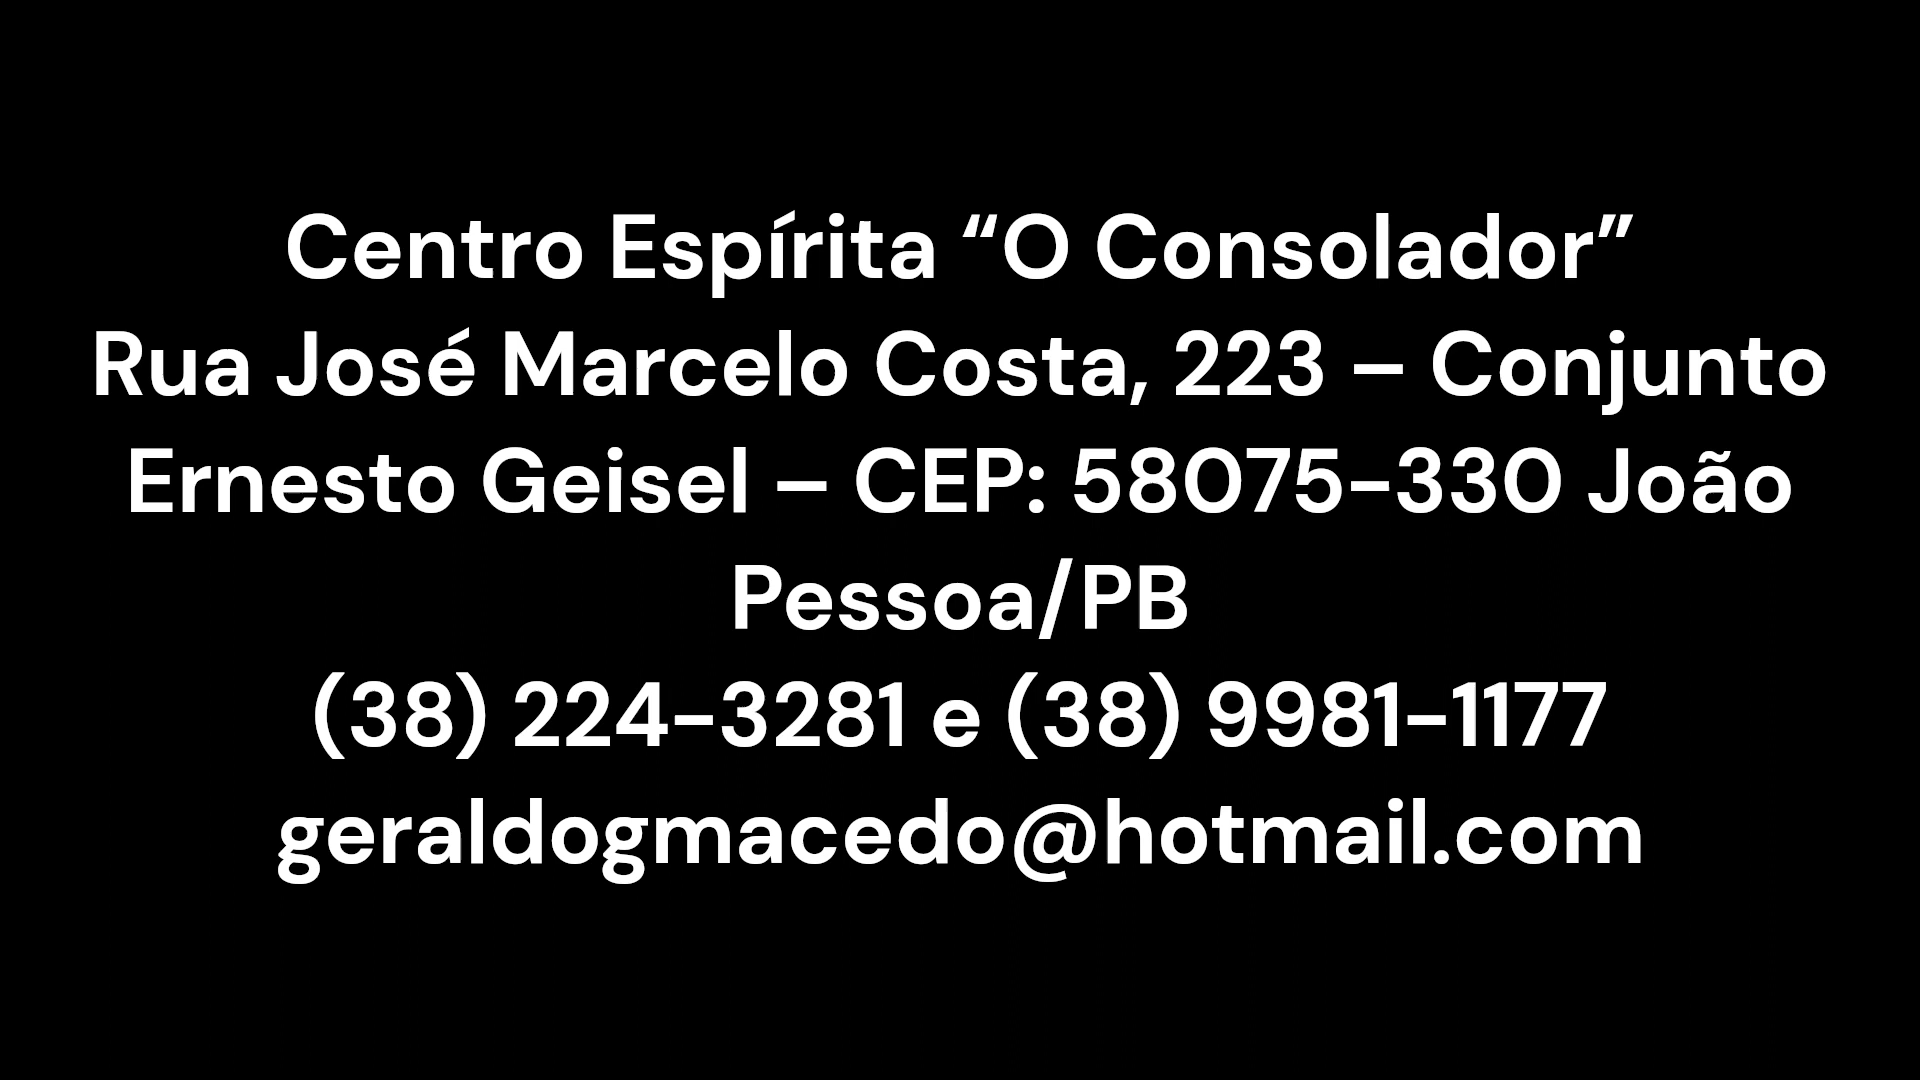 Centro Espírita “O Consolador”
Rua José Marcelo Costa, 223 – Conjunto
Ernesto Geisel – CEP: 58075-330 João
Pessoa/PB
(38) 224-3281 e (38) 9981-1177
geraldogmacedo@hotmail.com